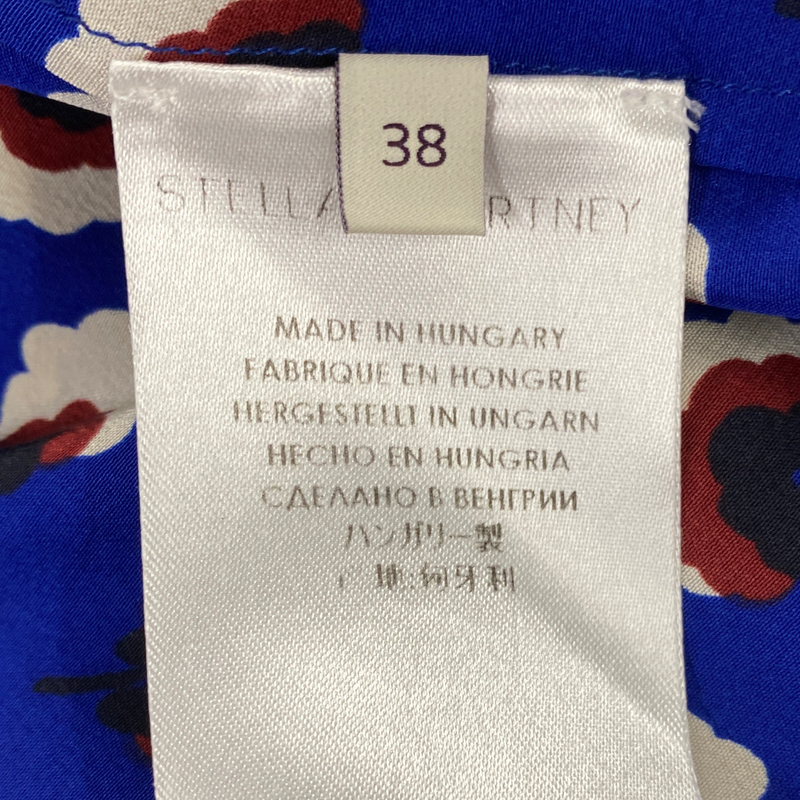 38
STELLA RTNEY
MADE IN HUNGARY
FABRIQUE EN HONGRIE
HERGESTELLT IN UNGARN
HECHO EN HUNGRIA
СДЕЛАНО В ВЕНГРИИ
ハンガリー製
地:匈牙利